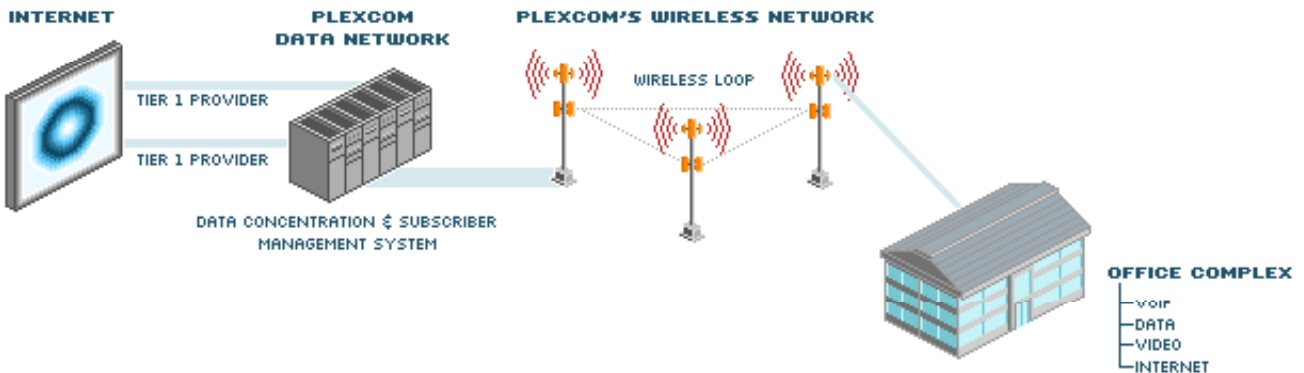 INTERNET
PLEXCOM
DATA NETWORK
PLEXCOM'S WIRELESS NETWORK
TIER 1 PROVIDER
WIRELESS LOOP
TIER 1 PROVIDER
DATA CONCENTRATION & SUBSCRIBER
MANAGEMENT SYSTEM
OFFICE COMPLEX
VOIP
DATA
VIDEO
INTERNET